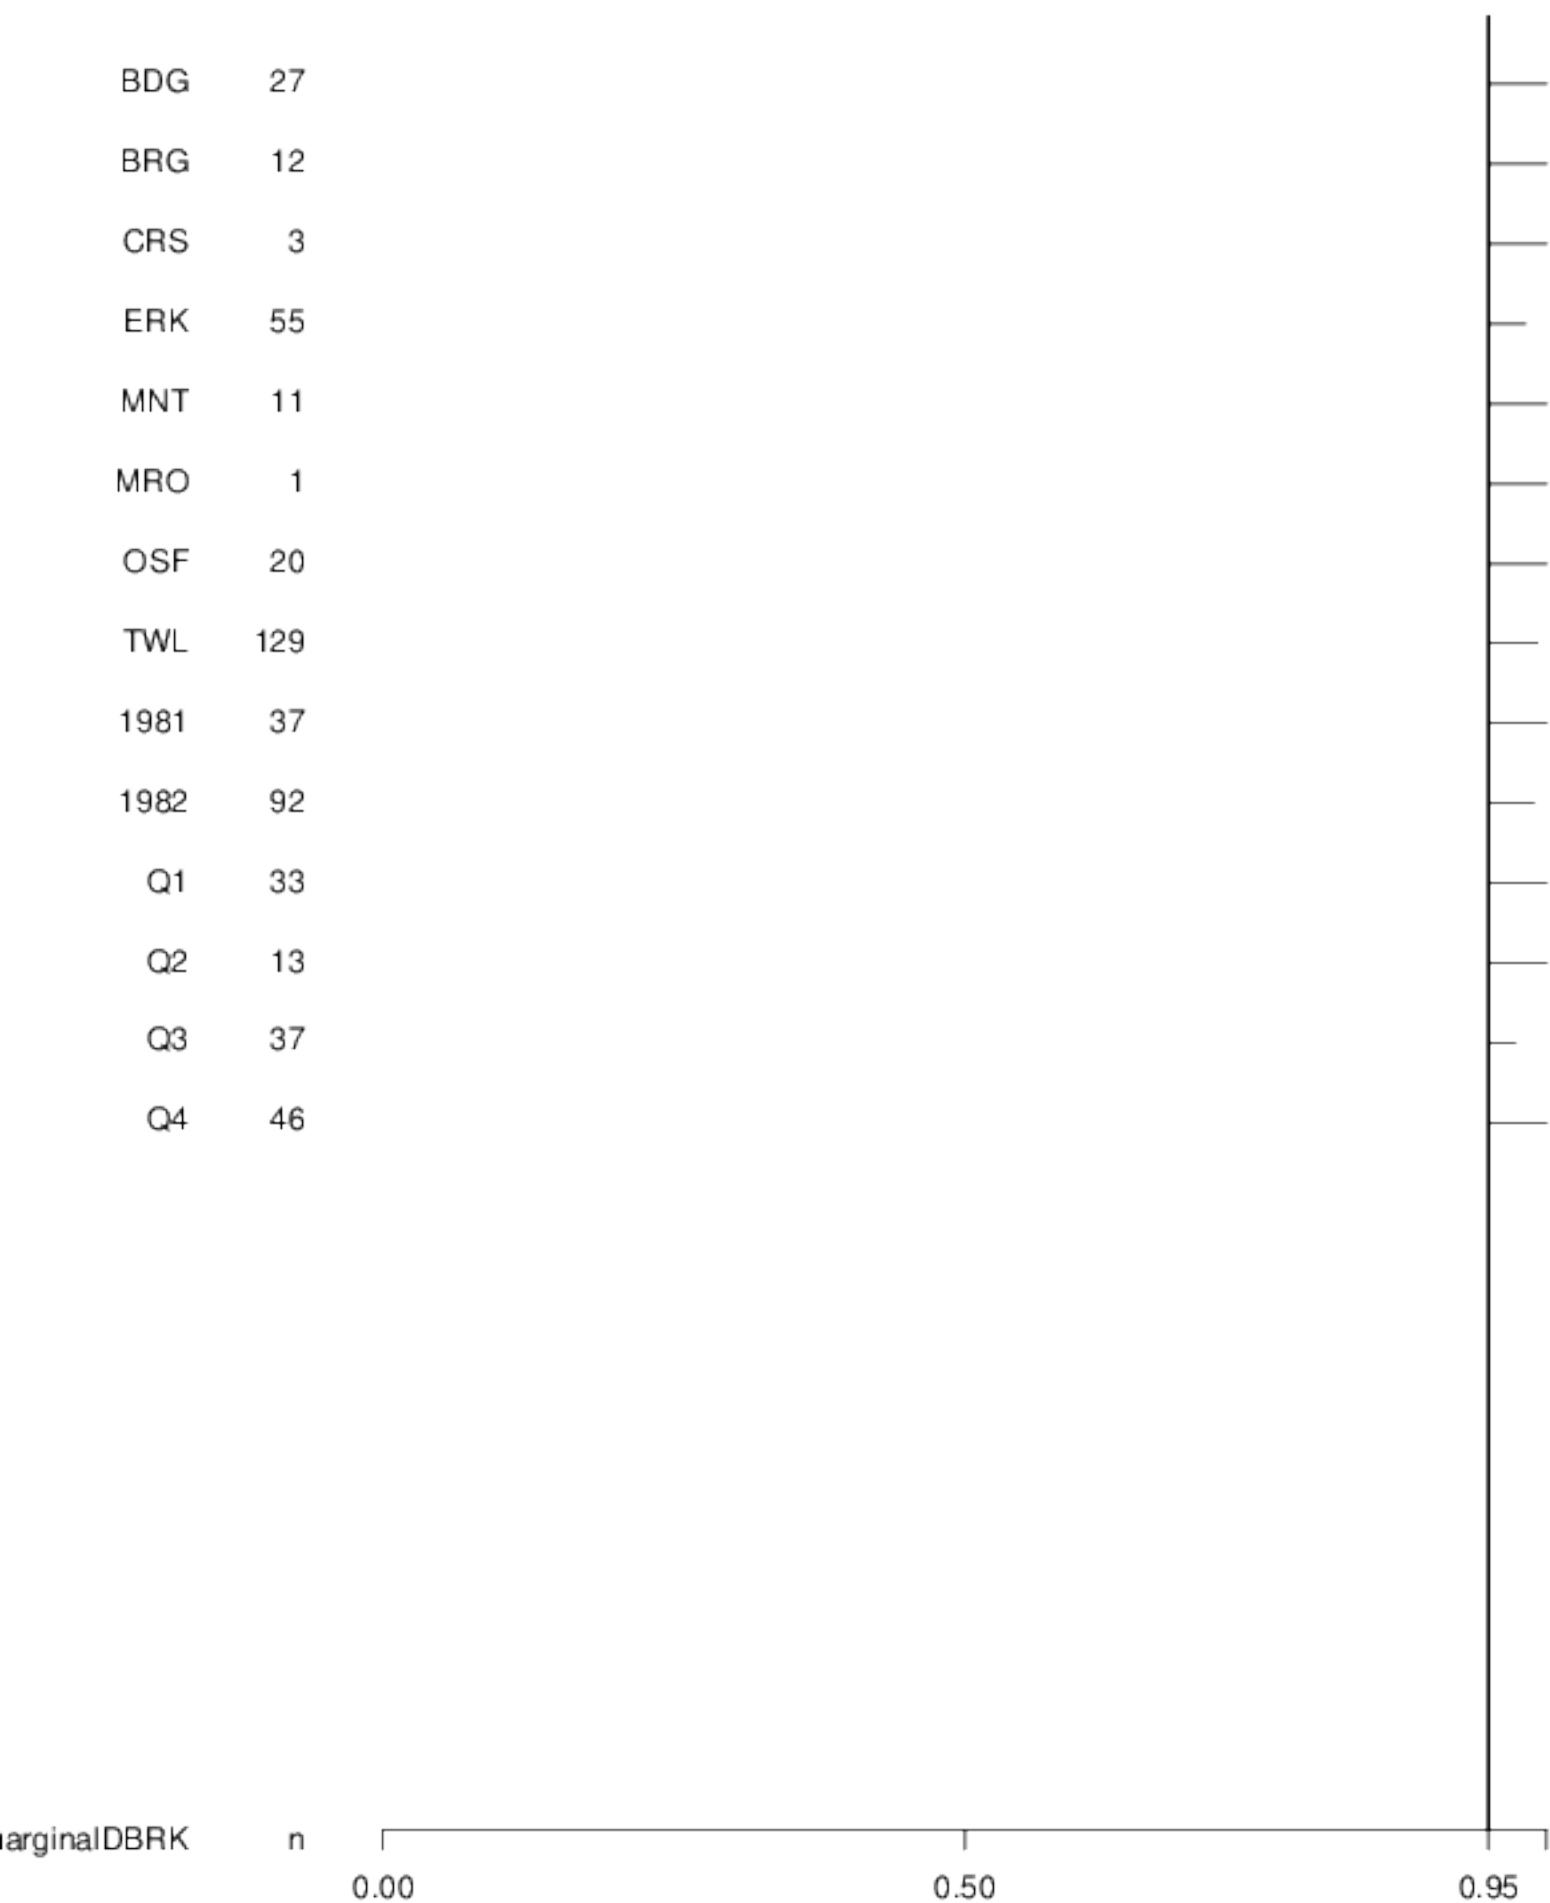 BDG 27
BRG 12
CRS 3
ERK 55
MNT 11
MRO 1
OSF 20
TWL 129
1981 37
1982 92
Q1 33
Q2 13
Q3 37
Q4 46
arginalDBRK n
0.00 0.50 0.95